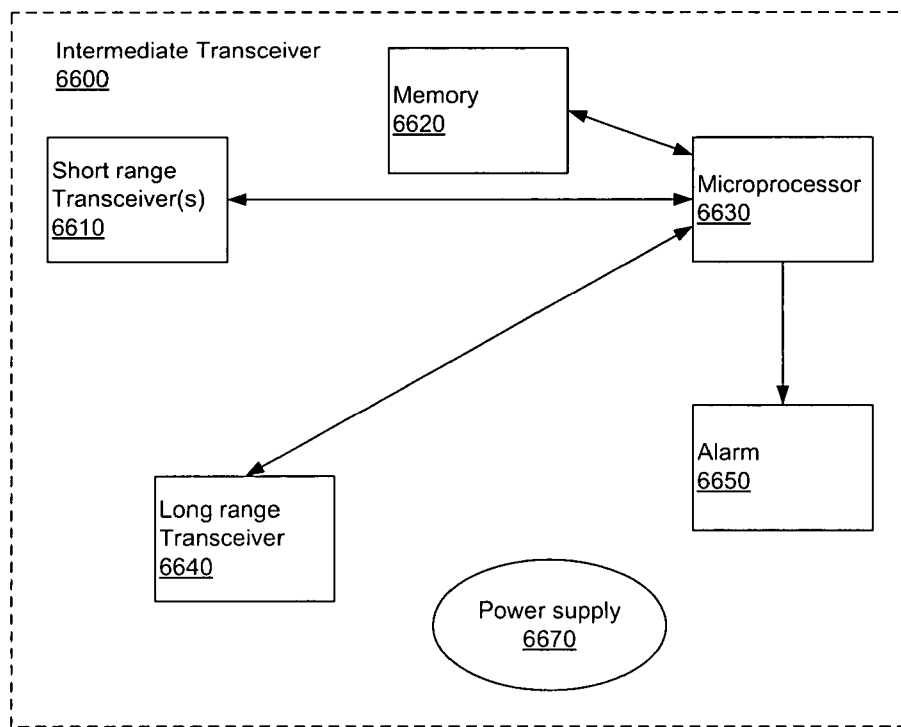 Intermediate Transceiver
6600
Memory
6620
Short range
Transceiver(s)
6610
Microprocessor
6630
Alarm
6650
Long range
Transceiver
6640
Power supply
6670